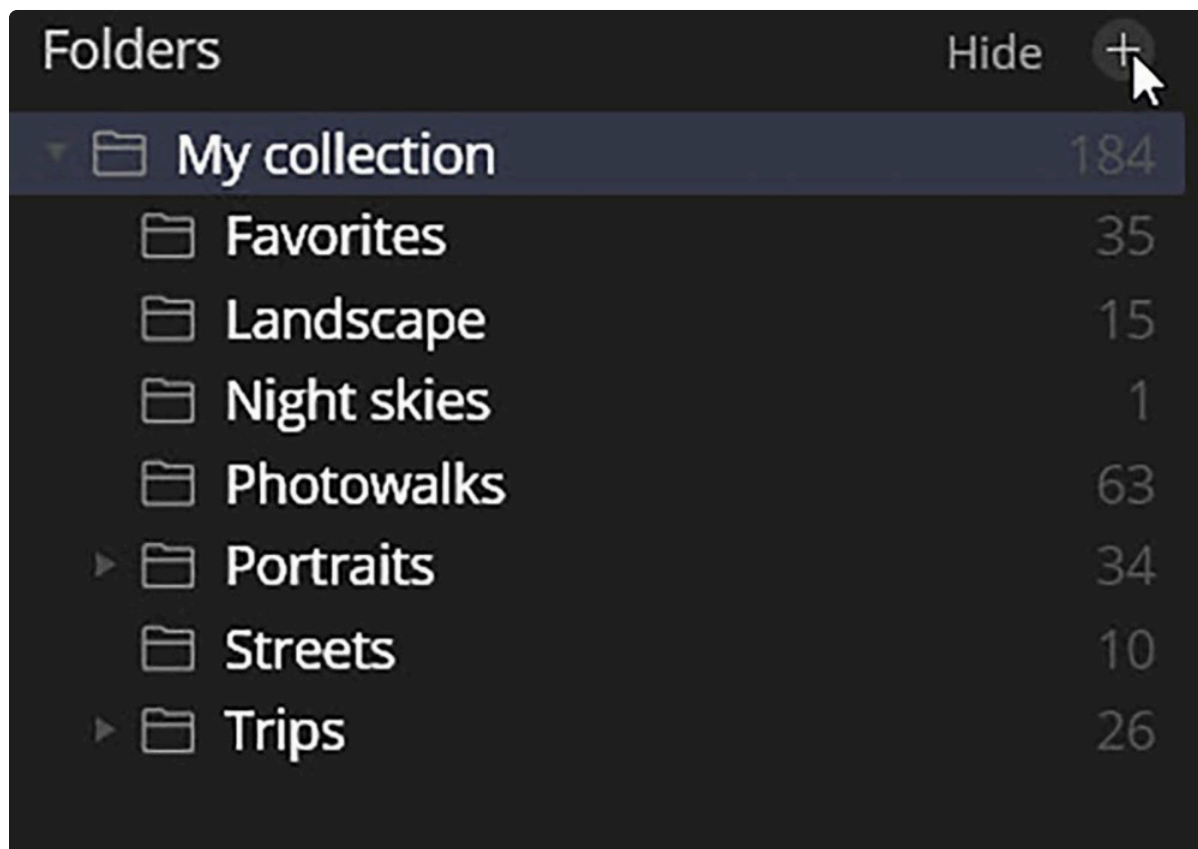 Folders Hide +
My collection 184
Favorites 35
Landscape 15
Night skies 1
Photowalks 63
Portraits 34
Streets 10
Trips 26